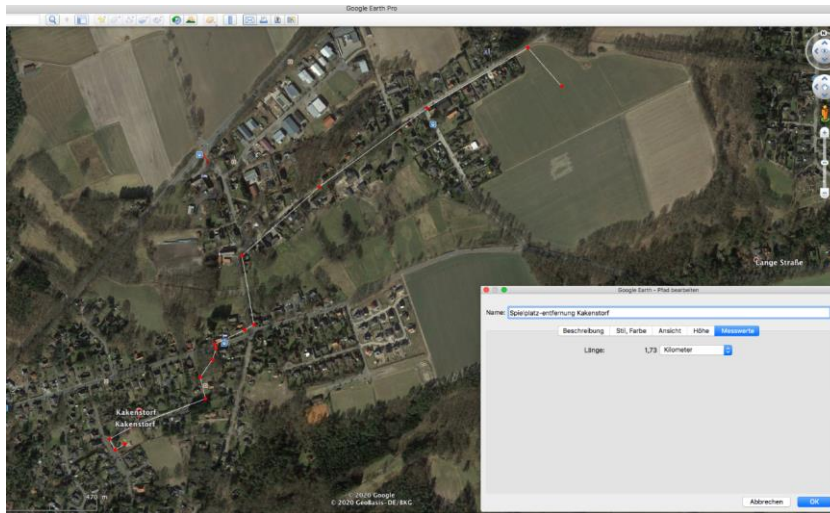 Google Earth Pro
Lange Straße
Google Earth - Pfad bearbeiten
Name: Spielplatz-entfernung Kakenstorf
Beschreibung Stil, Farbe Ansicht Höhe Messwerte
Länge: 1,73 Kilometer
Kakenstorf
Kakenstorf
470 m
© 2020 Google
© 2020 GeoBasis-DE/BKG
Abbrechen OK